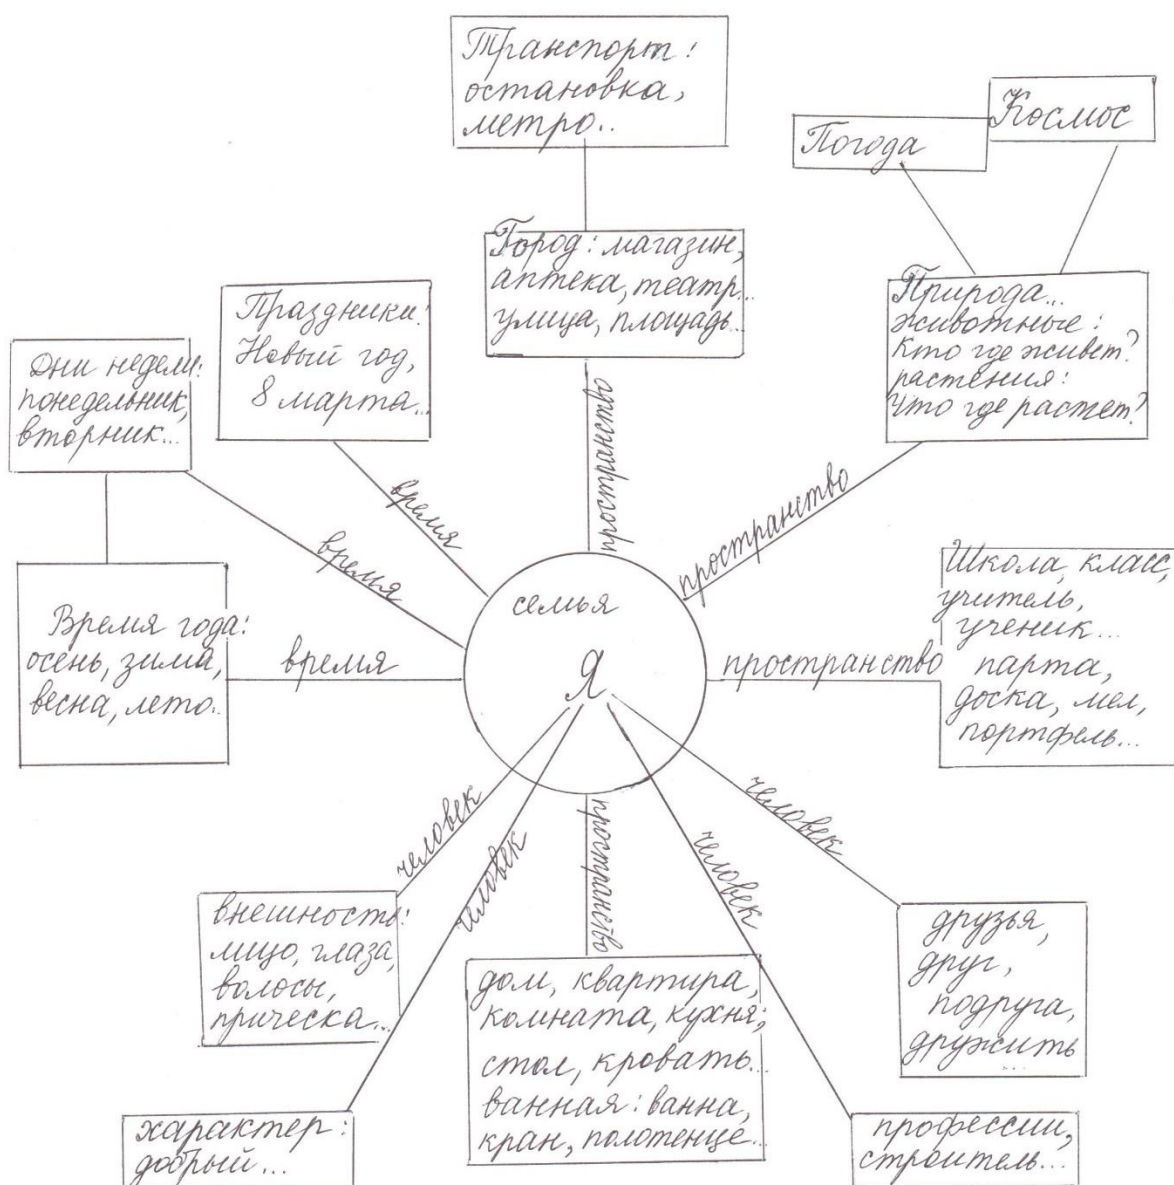 Транспорт:
остановка,
метро..
Погода
Космос
Город: магазин,
аптека, театр...
улица, площадь...
Природа...
животные:
кто где живет?
растения:
что где растет?
Праздники:
Новый год,
8 марта...
Дни недели:
понедельник,
вторник...
время
время
пространство
пространство
Время года:
осень, зима,
весна, лето..
время
семья
Я
пространство
Школа, класс,
учитель,
ученик...
парта,
доска, мел,
портфель...
человек
человек
пространство
человек
человек
внешность:
лицо, глаза,
волосы,
прическа...
дом, квартира,
комната, кухня;
стол, кровать...
ванная: ванна,
кран, полотенце...
друзья,
друг,
подруга,
дружить
...
характер:
добрый...
профессии,
строитель...